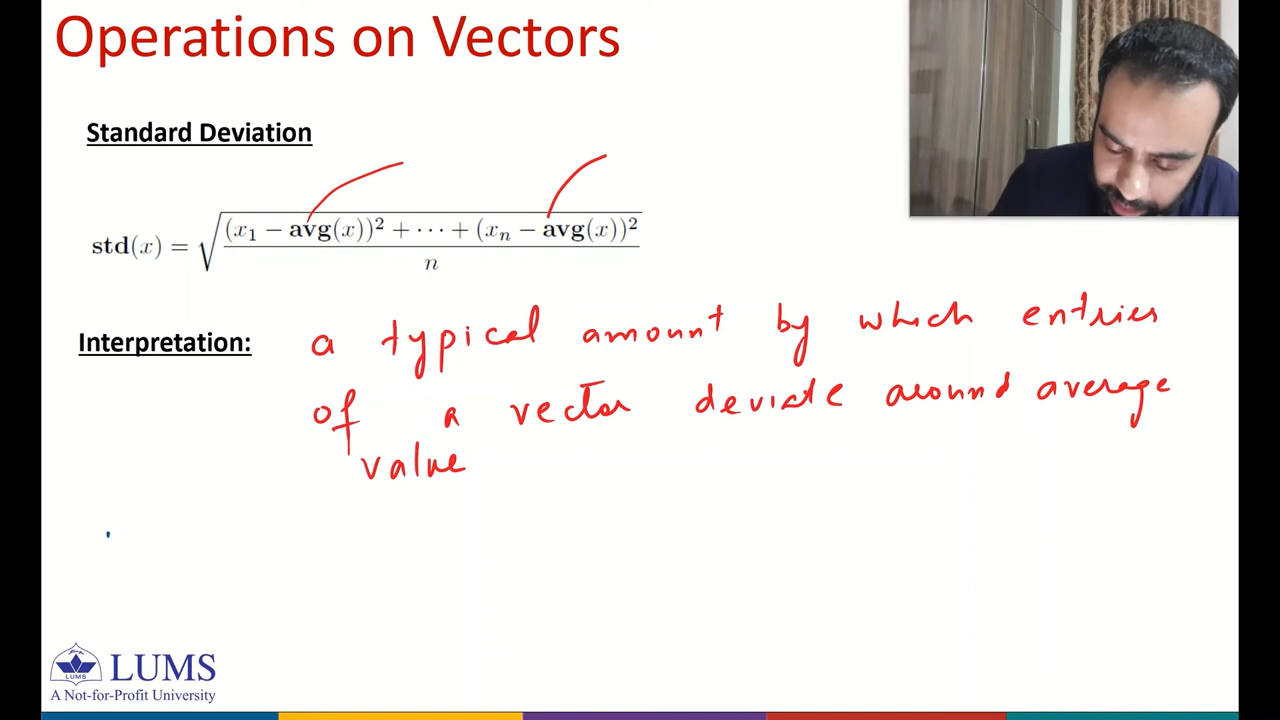 Operations on Vectors
Standard Deviation
std(x) = √((x₁ − avg(x))² + ⋯ + (xₙ − avg(x))² / n)
Interpretation: a typical amount by which entries
of a vector deviate around average
value
LUMS
LUMS
A Not-for-Profit University